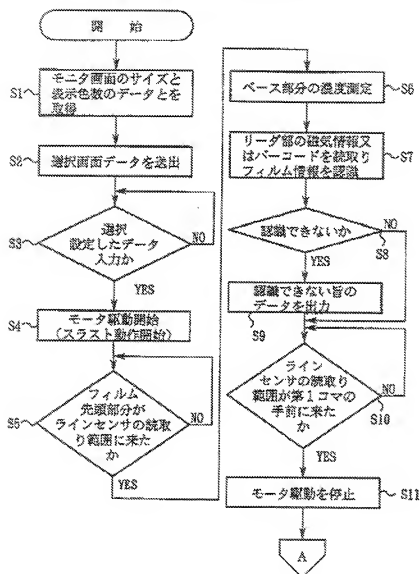 開始
S1
モニタ画面のサイズと
表示色数のデータとを
取得
S2
選択画面データを送出
S3
選択
設定したデータ
入力か
NO
YES
S4
モータ駆動開始
(スラスト動作開始)
S5
フィルム
先頭部分が
ラインセンサの読取
り範囲に来た
か
NO
YES
ベース部分の濃度測定
S6
リーダ部の磁気情報又
はバーコードを読取り
フィルム情報を認識
S7
認識できないか
NO
S8
YES
認識できない旨の
データを出力
S9
ライン
センサの読取り
範囲が第1コマの
手前に来た
か
NO
S10
YES
モータ駆動を停止
S11
A